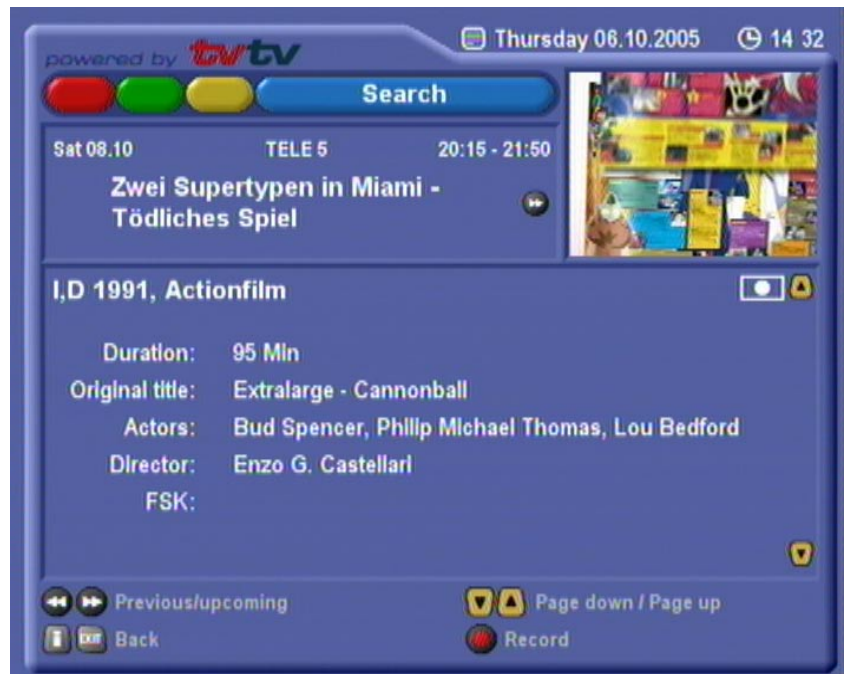 powered by tvtv
Thursday 06.10.2005 14 32
Search
Sat 08.10 TELE 5 20:15 - 21:50
Zwei Supertypen in Miami -
Tödliches Spiel
I,D 1991, Actionfilm
Duration: 95 Min
Original title: Extralarge - Cannonball
Actors: Bud Spencer, Philip Michael Thomas, Lou Bedford
Director: Enzo G. Castellari
FSK:
Previous/upcoming
Page down / Page up
i EXIT Back
Record